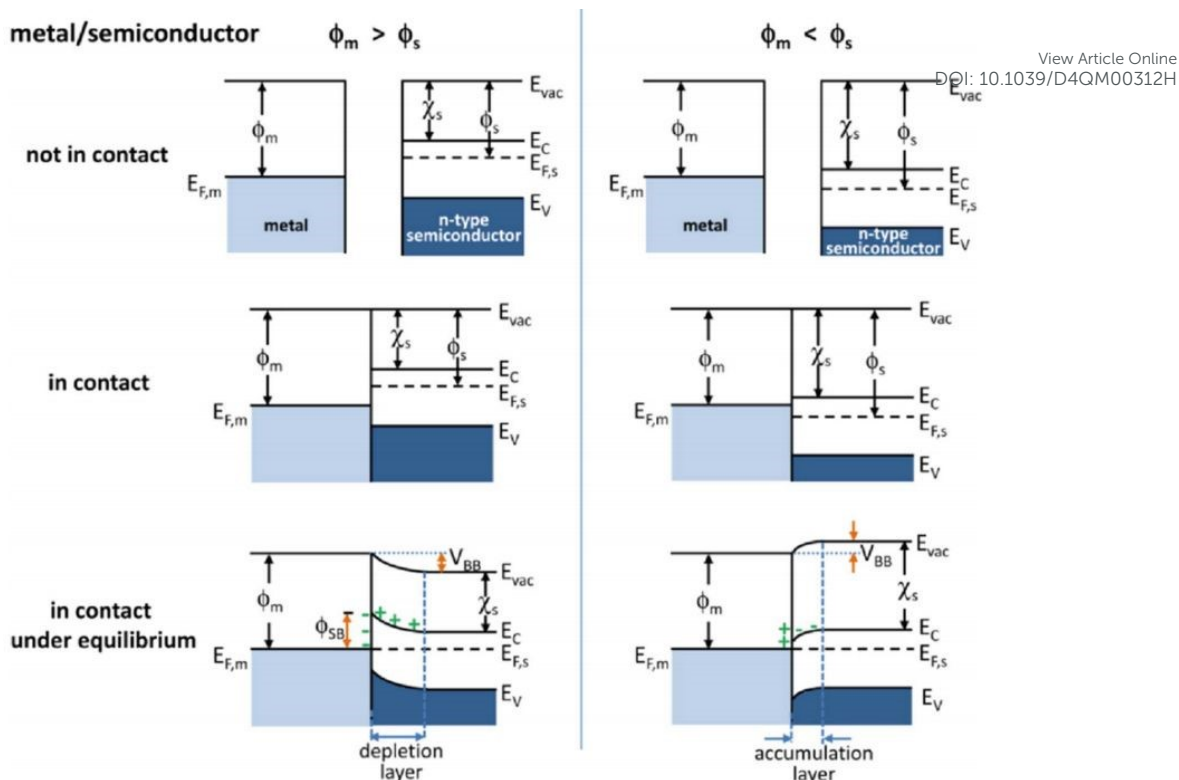 metal/semiconductor
ϕm > ϕs
ϕm < ϕs
View Article Online
DOI: 10.1039/D4QM00312H
not in contact
ϕm
EF,m
metal
χs
ϕs
Evac
EC
EF,s
EV
n-type
semiconductor
ϕm
EF,m
metal
χs
ϕs
Evac
EC
EF,s
EV
n-type
semiconductor
in contact
ϕm
EF,m
χs
ϕs
Evac
EC
EF,s
EV
ϕm
EF,m
χs
ϕs
Evac
EC
EF,s
EV
in contact
under equilibrium
ϕm
EF,m
ϕSB
VBB
Evac
χs
EC
EF,s
EV
depletion
layer
ϕm
EF,m
VBB
Evac
χs
EC
EF,s
EV
accumulation
layer